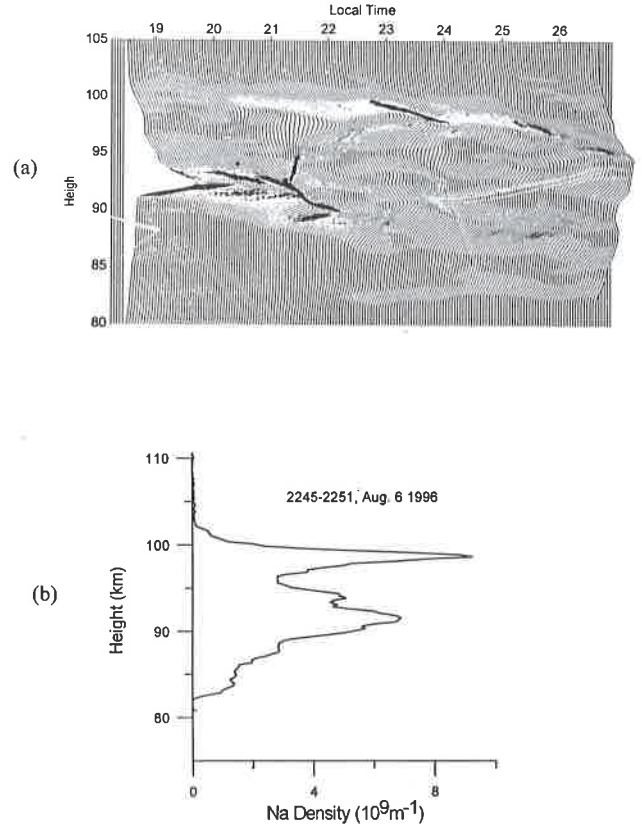 Local Time
19 20 21 22 23 24 25 26
105
100
95
90
85
80
Heigh
(a)
110
100
90
80
2245-2251, Aug. 6 1996
Height (km)
(b)
0 4 8
Na Density (10⁹m⁻¹)